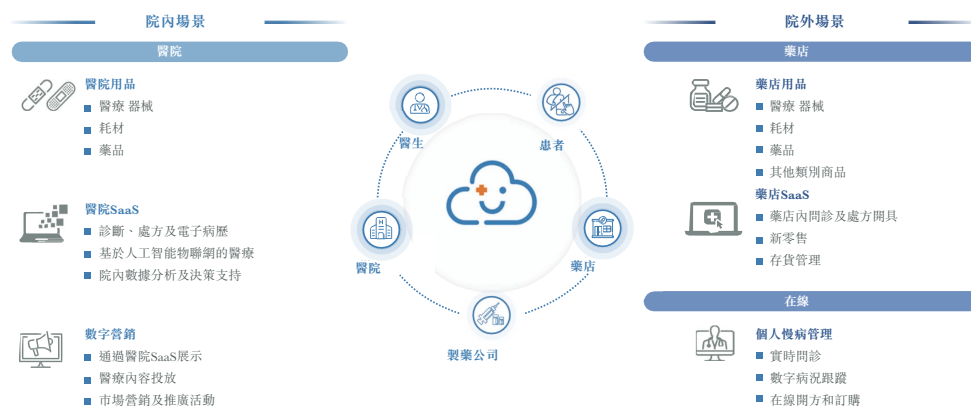 院內場景
醫院
醫院用品
醫療 器械
耗材
藥品
醫院SaaS
診斷、處方及電子病歷
基於人工智能物聯網的醫療
院內數據分析及決策支持
數字營銷
通過醫院SaaS展示
醫療內容投放
市場營銷及推廣活動
醫生
患者
醫院
藥店
製藥公司
院外場景
藥店
藥店用品
醫療 器械
耗材
藥品
其他類別商品
藥店SaaS
藥店內問診及處方開具
新零售
存貨管理
在線
個人慢病管理
實時問診
數字病況跟蹤
在線開方和訂購